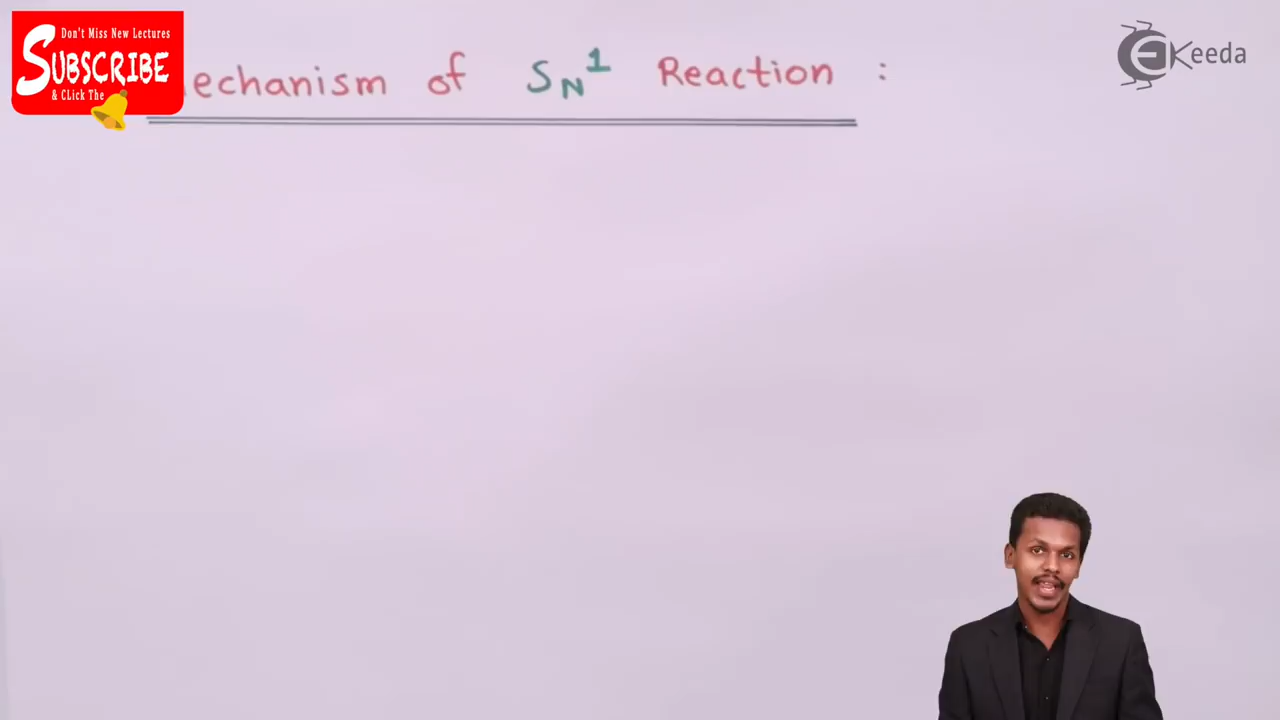 Don't Miss New Lectures
SUBSCRIBE
& CLick The
echanism of SN1 Reaction :
EKeeda